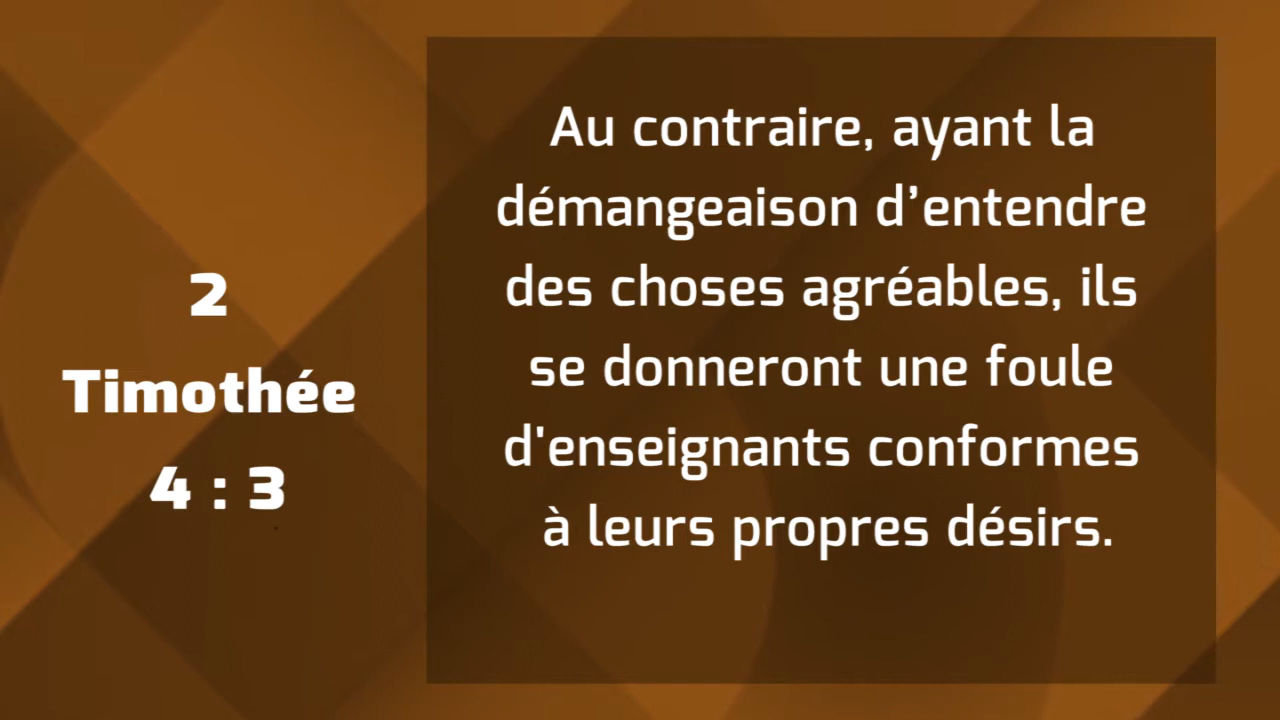 2
Timothée
4 : 3
Au contraire, ayant la
démangeaison d’entendre
des choses agréables, ils
se donneront une foule
d'enseignants conformes
à leurs propres désirs.